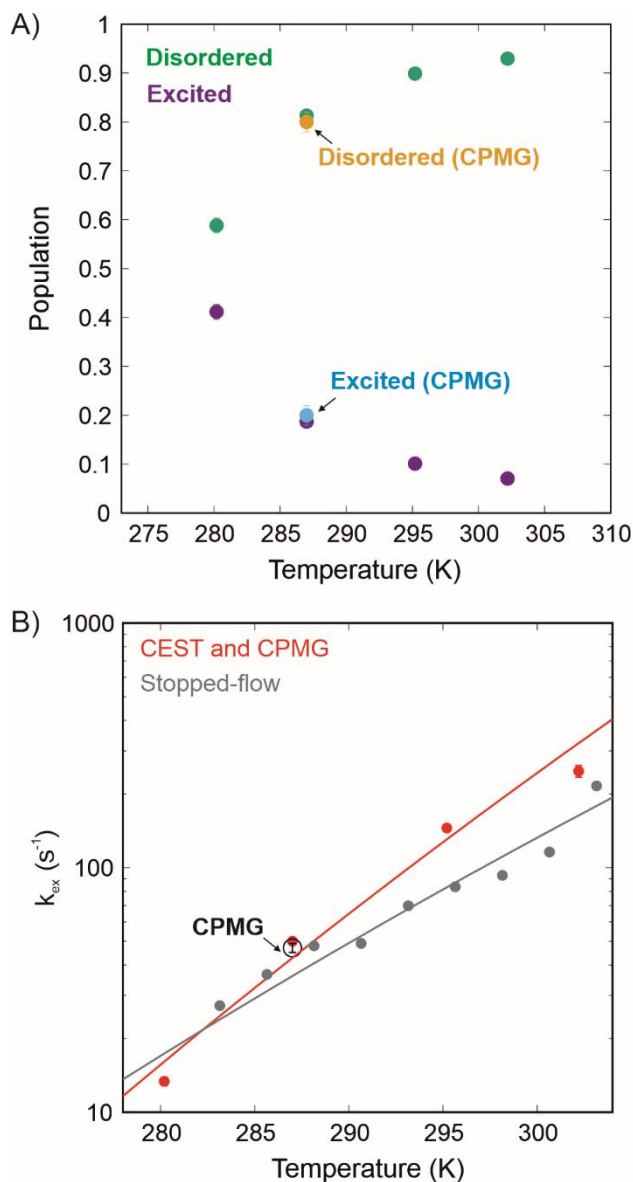 A)
1
0.9
0.8
0.7
0.6
0.5
0.4
0.3
0.2
0.1
0
Population
Disordered
Excited
Disordered (CPMG)
Excited (CPMG)
275 280 285 290 295 300 305 310
Temperature (K)
B)
1000
100
10
kex (s-1)
CEST and CPMG
Stopped-flow
CPMG
280 285 290 295 300
Temperature (K)